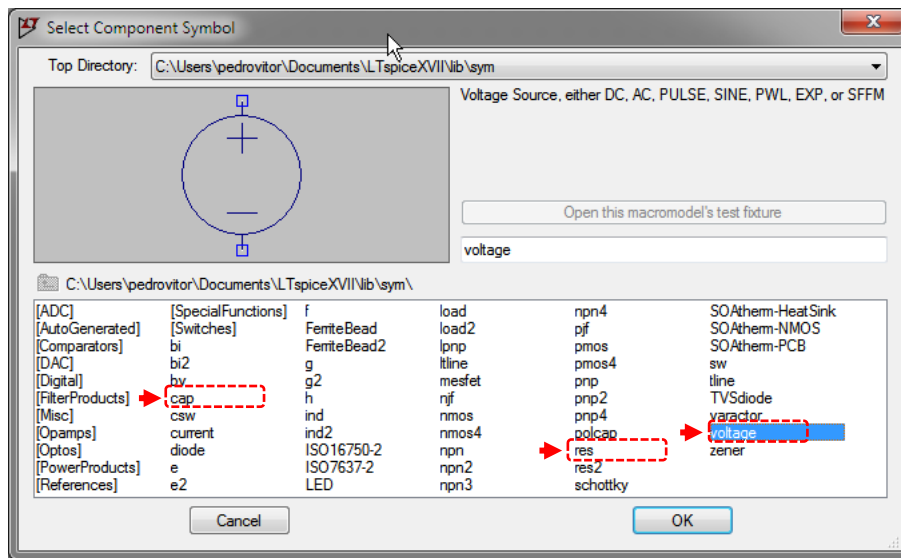 Select Component Symbol
Top Directory: C:\Users\pedrovitor\Documents\LTspiceXVII\lib\sym
Voltage Source, either DC, AC, PULSE, SINE, PWL, EXP, or SFFM
Open this macromodel's test fixture
voltage
C:\Users\pedrovitor\Documents\LTspiceXVII\lib\sym\
[ADC]
[AutoGenerated]
[Comparators]
[DAC]
[Digital]
[FilterProducts]
[Misc]
[Opamps]
[Optos]
[PowerProducts]
[References]
[SpecialFunctions]
[Switches]
bi
bi2
bv
cap
csw
current
diode
e
e2
f
FerriteBead
FerriteBead2
g
g2
h
ind
ind2
ISO16750-2
ISO7637-2
LED
load
load2
lpnp
ltline
mesfet
njf
nmos
nmos4
npn
npn2
npn3
npn4
pjf
pmos
pmos4
pnp
pnp2
pnp4
polcap
res
res2
schottky
SOAtherm-HeatSink
SOAtherm-NMOS
SOAtherm-PCB
sw
tline
TVSdiode
varactor
voltage
zener
Cancel
OK